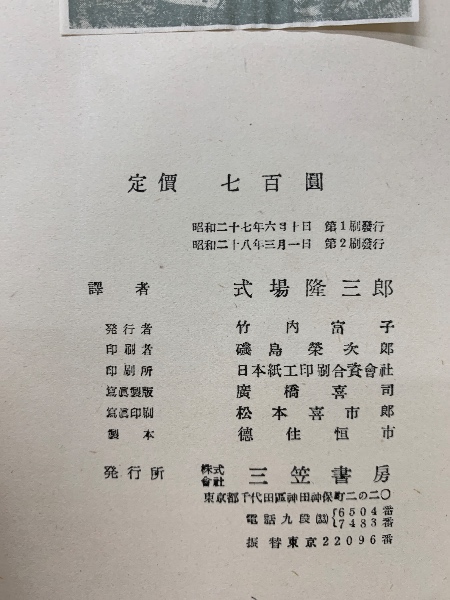 定價 七百圓
昭和二十七年六月十日 第1刷發行
昭和二十八年三月一日 第2刷發行
譯者 式場隆三郎
発行者 竹內富子
印刷者 磯島榮次郎
印刷所 日本紙工印刷合資會社
寫眞製版 廣橋喜司
寫眞印刷 松本喜市郎
製本 德住恒市
発行所 株式會社 三笠書房
東京都千代田區神田神保町二の二〇
電話九段(33) 6504番 7483番
振替東京22096番